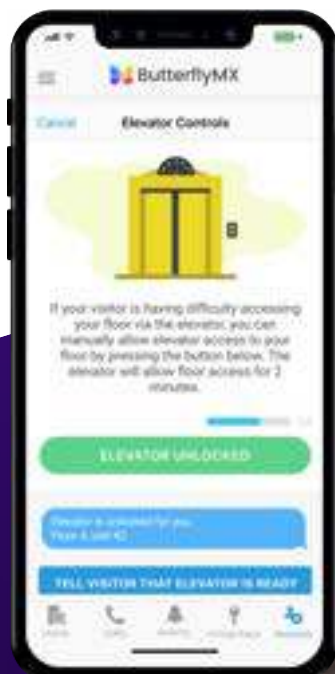 ButterflyMX
Cancel Elevator Controls
If your visitor is having difficulty accessing
your floor via the elevator, you can
manually allow elevator access to your
floor by pressing the button below. The
elevator will allow floor access for 2
minutes.
ELEVATOR UNLOCKED
Elevator is unlocked for you.
TELL VISITOR THAT ELEVATOR IS READY